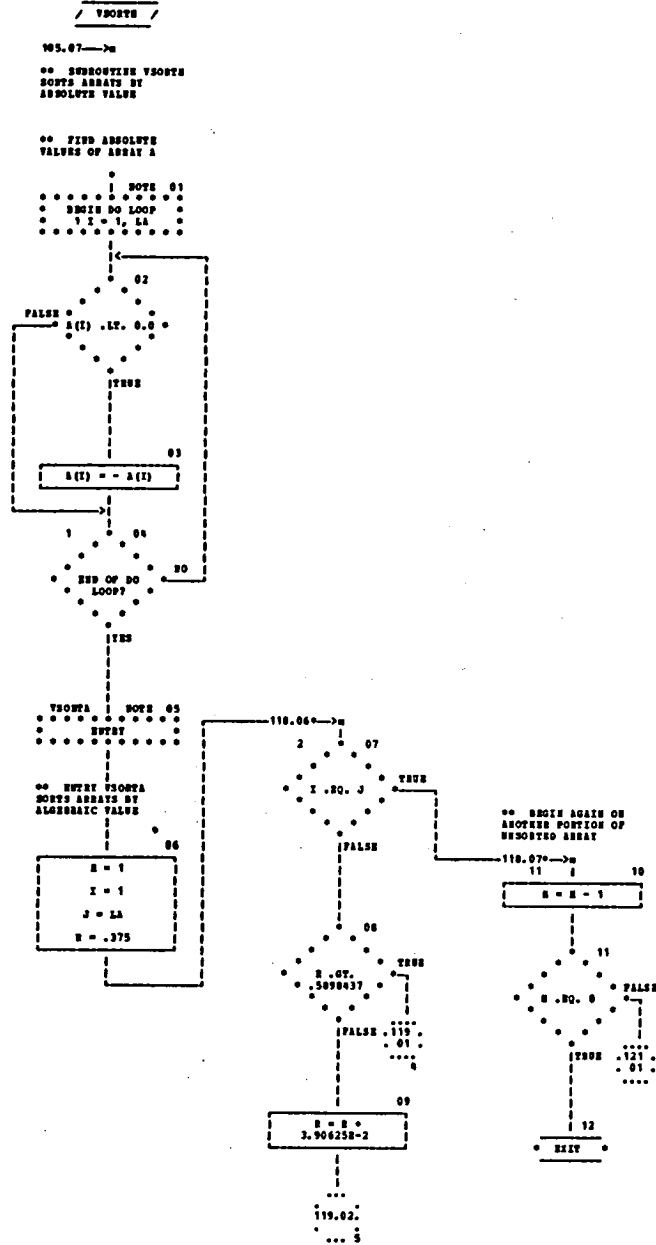 / VSORTM /
105.07--->*
** SUBROUTINE VSORTM
SORTS ARRAYS BY
ABSOLUTE VALUE
** FIND ABSOLUTE
VALUES OF ARRAY A
NOTE 01
BEGIN DO LOOP
1 I = 1, LA
02
FALSE
A(I) .LT. 0.0
TRUE
03
A(I) = - A(I)
1 04
END OF DO
LOOP?
NO
YES
VSORTA NOTE 05
ENTRY
** ENTRY VSORTA
SORTS ARRAYS BY
ALGEBRAIC VALUE
06
M = 1
I = 1
J = LA
R = .375
118.06*--->*
2 07
I .EQ. J
TRUE
FALSE
08
R .GT.
.5898437
TRUE
FALSE
119
01
4
09
R = R +
3.90625E-2
119.02
5
** BEGIN AGAIN ON
ANOTHER PORTION OF
UNSORTED ARRAY
118.07*--->*
11 10
M = M - 1
11
M .EQ. 0
FALSE
TRUE
121
01
12
EXIT